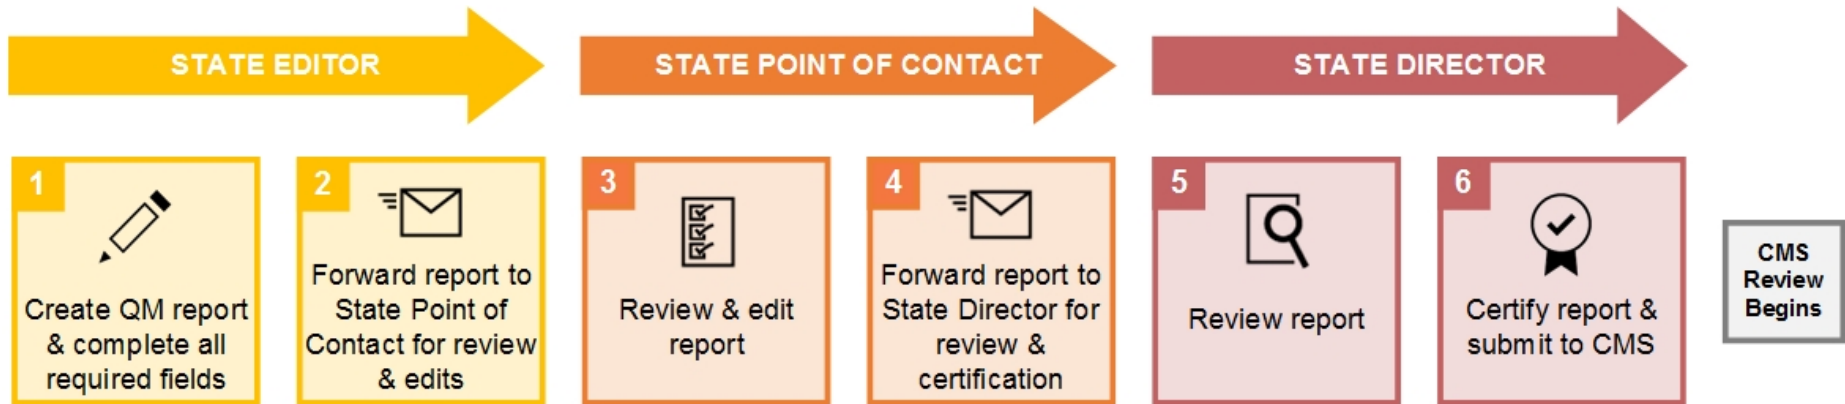 STATE EDITOR
STATE POINT OF CONTACT
STATE DIRECTOR
1
Create QM report
& complete all
required fields
2
Forward report to
State Point of
Contact for review
& edits
3
Review & edit
report
4
Forward report to
State Director for
review &
certification
5
Review report
6
Certify report &
submit to CMS
CMS
Review
Begins